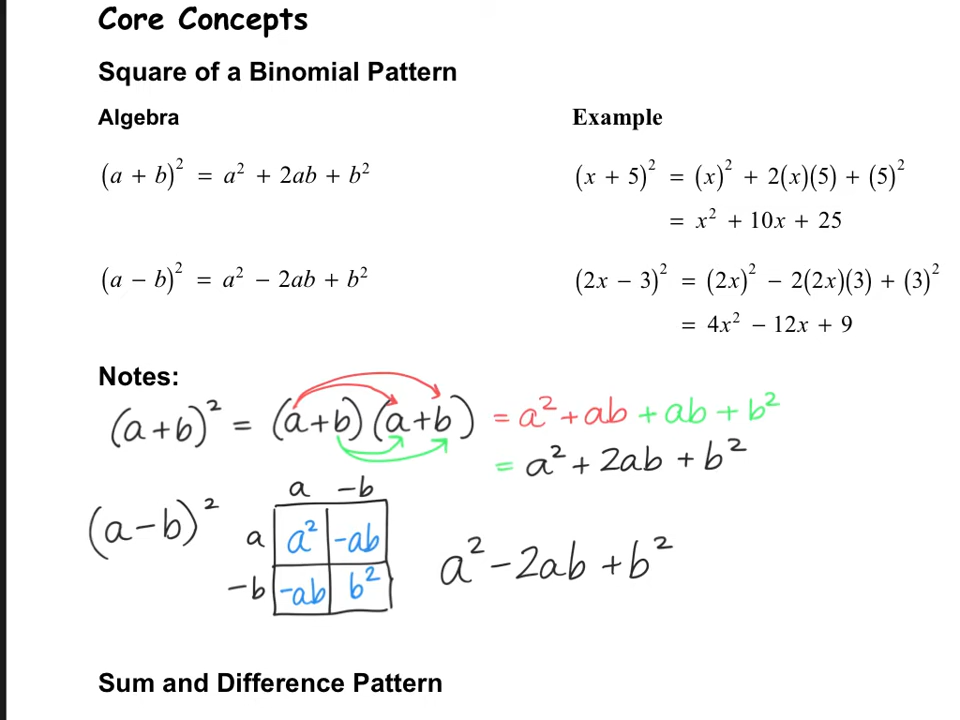 Core Concepts
Square of a Binomial Pattern
Algebra Example
(a + b)² = a² + 2ab + b² (x + 5)² = (x)² + 2(x)(5) + (5)²
= x² + 10x + 25
(a − b)² = a² − 2ab + b² (2x − 3)² = (2x)² − 2(2x)(3) + (3)²
= 4x² − 12x + 9
Notes:
(a+b)² = (a+b)(a+b) = a² + ab + ab + b²
= a² + 2ab + b²
a -b
(a-b)² a a² -ab a² - 2ab + b²
-b -ab b²
Sum and Difference Pattern